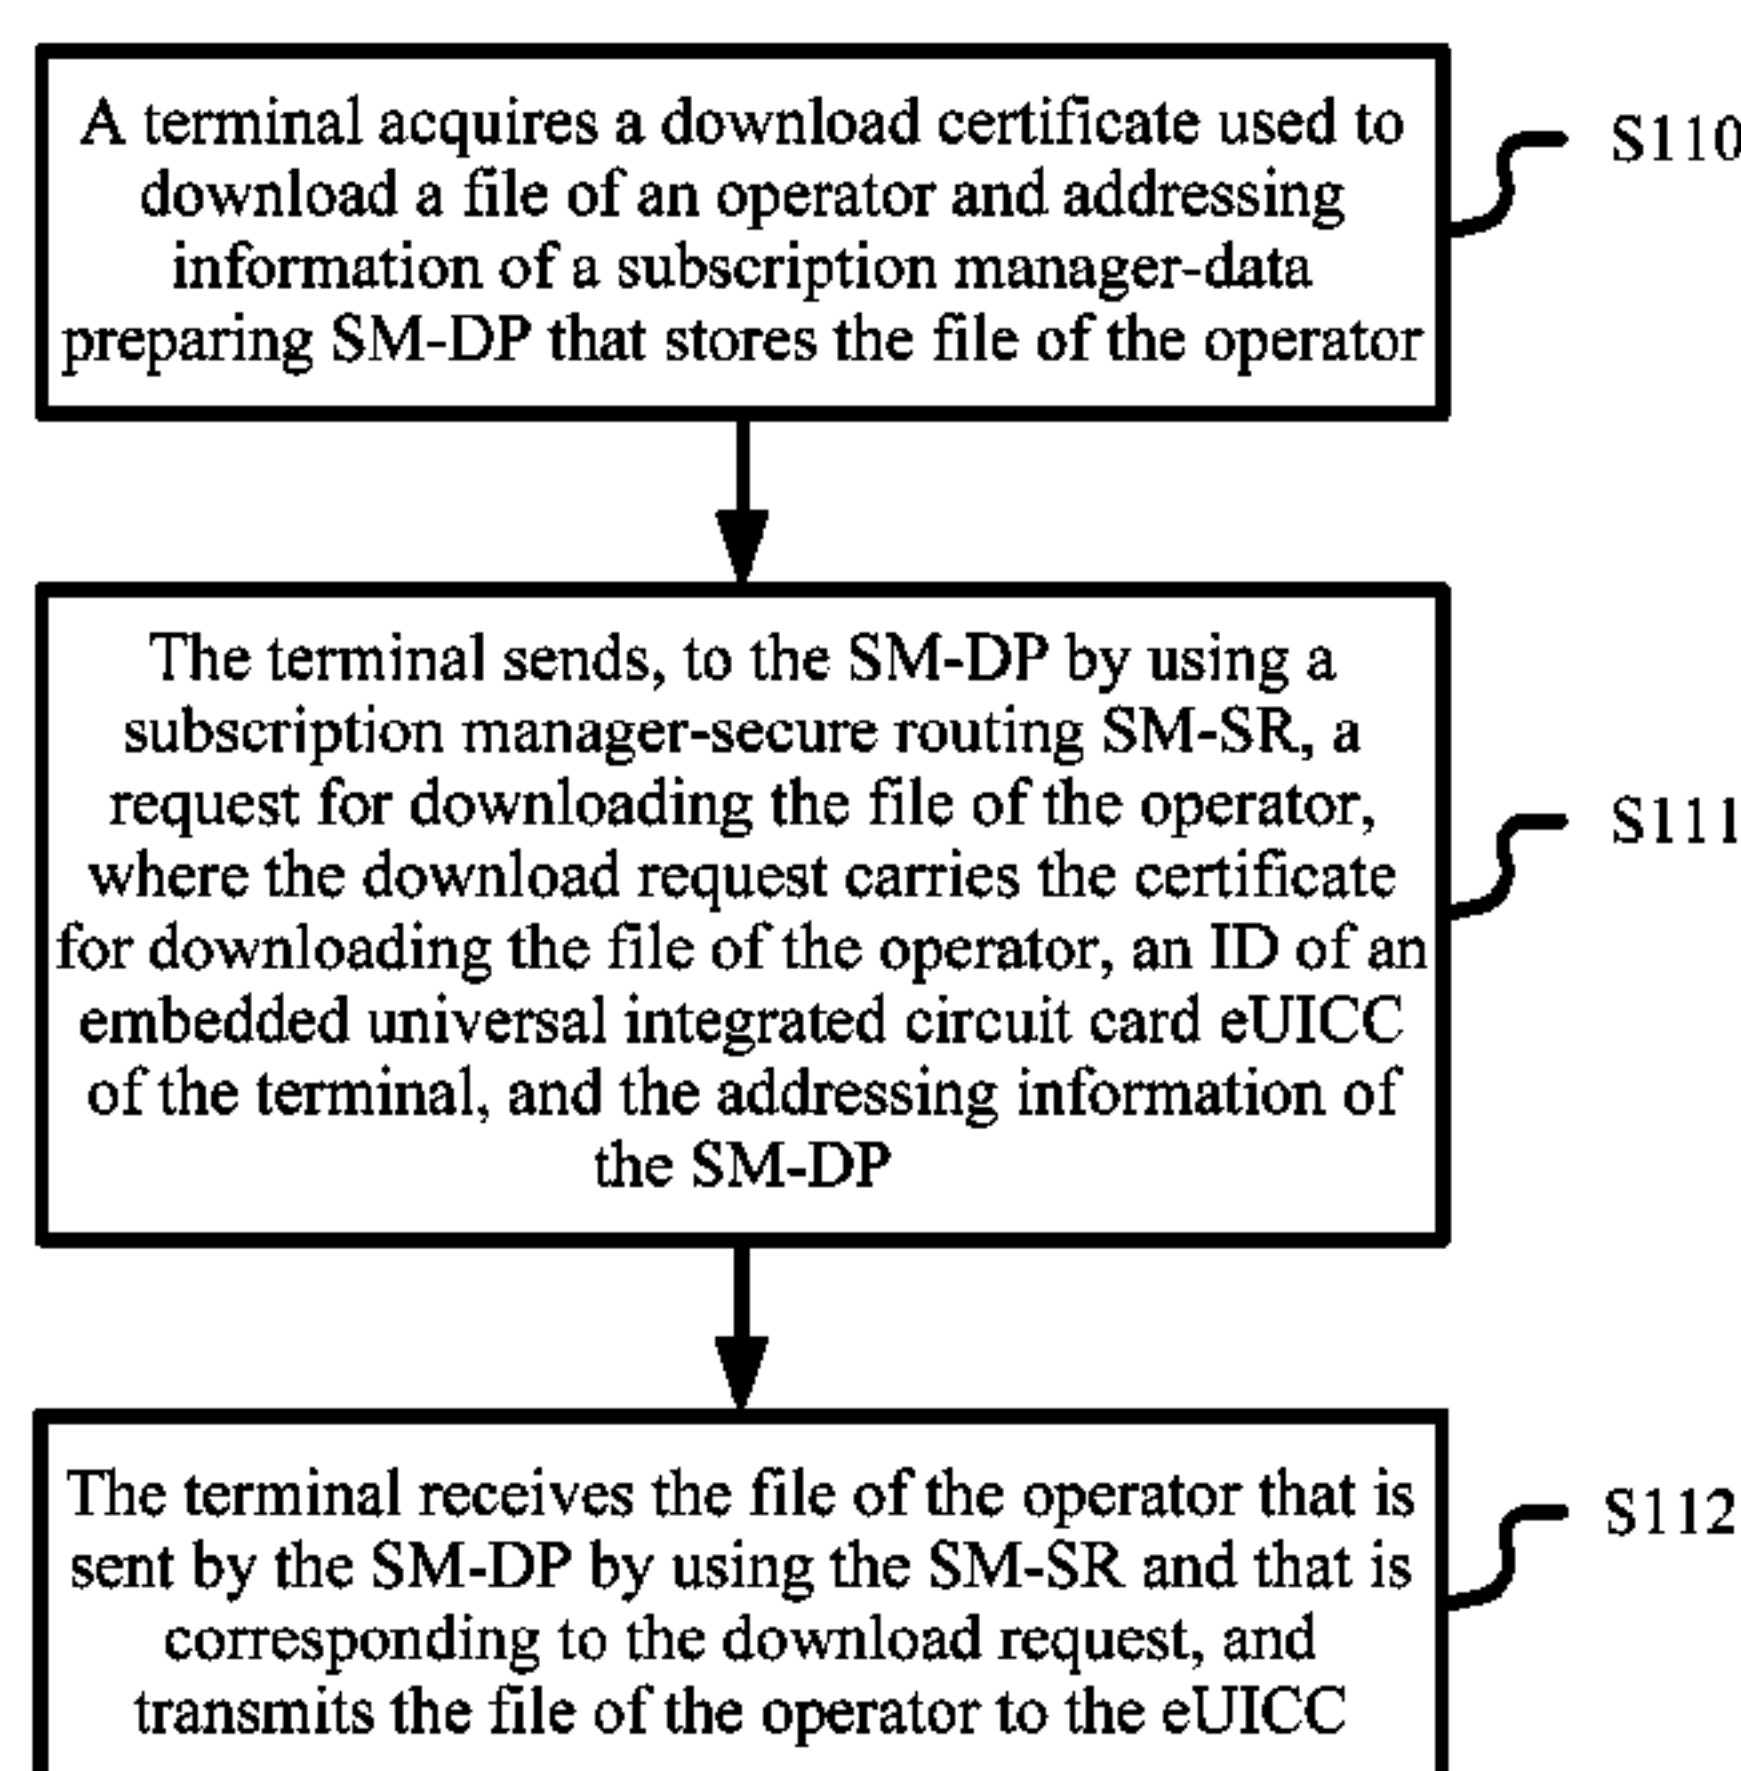 A terminal acquires a download certificate used to
download a file of an operator and addressing
information of a subscription manager-data
preparing SM-DP that stores the file of the operator
S110
The terminal sends, to the SM-DP by using a
subscription manager-secure routing SM-SR, a
request for downloading the file of the operator,
where the download request carries the certificate
for downloading the file of the operator, an ID of an
embedded universal integrated circuit card eUICC
of the terminal, and the addressing information of
the SM-DP
S111
The terminal receives the file of the operator that is
sent by the SM-DP by using the SM-SR and that is
corresponding to the download request, and
transmits the file of the operator to the eUICC
S112